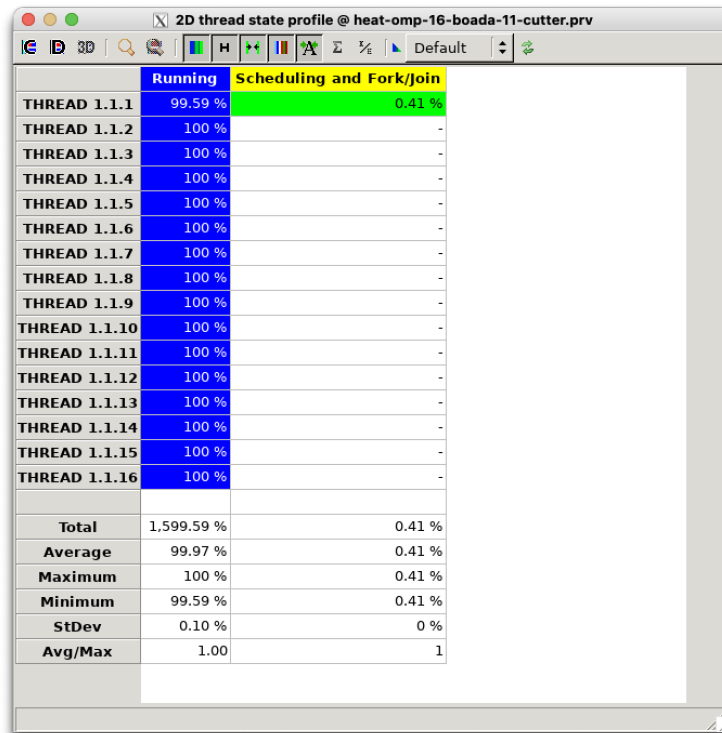 2D thread state profile @ heat-omp-16-boada-11-cutter.prv
3D H Σ Default
Running Scheduling and Fork/Join
THREAD 1.1.1 99.59 % 0.41 %
THREAD 1.1.2 100 % -
THREAD 1.1.3 100 % -
THREAD 1.1.4 100 % -
THREAD 1.1.5 100 % -
THREAD 1.1.6 100 % -
THREAD 1.1.7 100 % -
THREAD 1.1.8 100 % -
THREAD 1.1.9 100 % -
THREAD 1.1.10 100 % -
THREAD 1.1.11 100 % -
THREAD 1.1.12 100 % -
THREAD 1.1.13 100 % -
THREAD 1.1.14 100 % -
THREAD 1.1.15 100 % -
THREAD 1.1.16 100 % -
Total 1,599.59 % 0.41 %
Average 99.97 % 0.41 %
Maximum 100 % 0.41 %
Minimum 99.59 % 0.41 %
StDev 0.10 % 0 %
Avg/Max 1.00 1